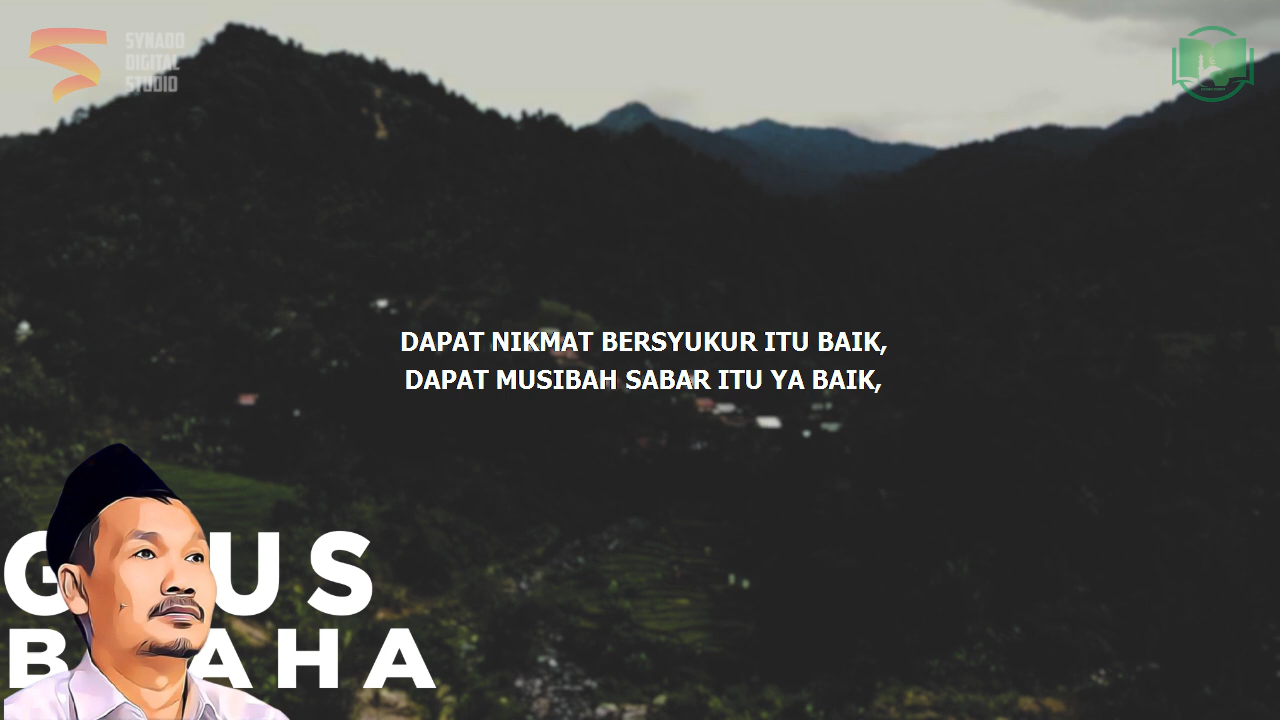 SYNADO
DIGITAL
STUDIO
DAPAT NIKMAT BERSYUKUR ITU BAIK,
DAPAT MUSIBAH SABAR ITU YA BAIK,
GUS
BAHA